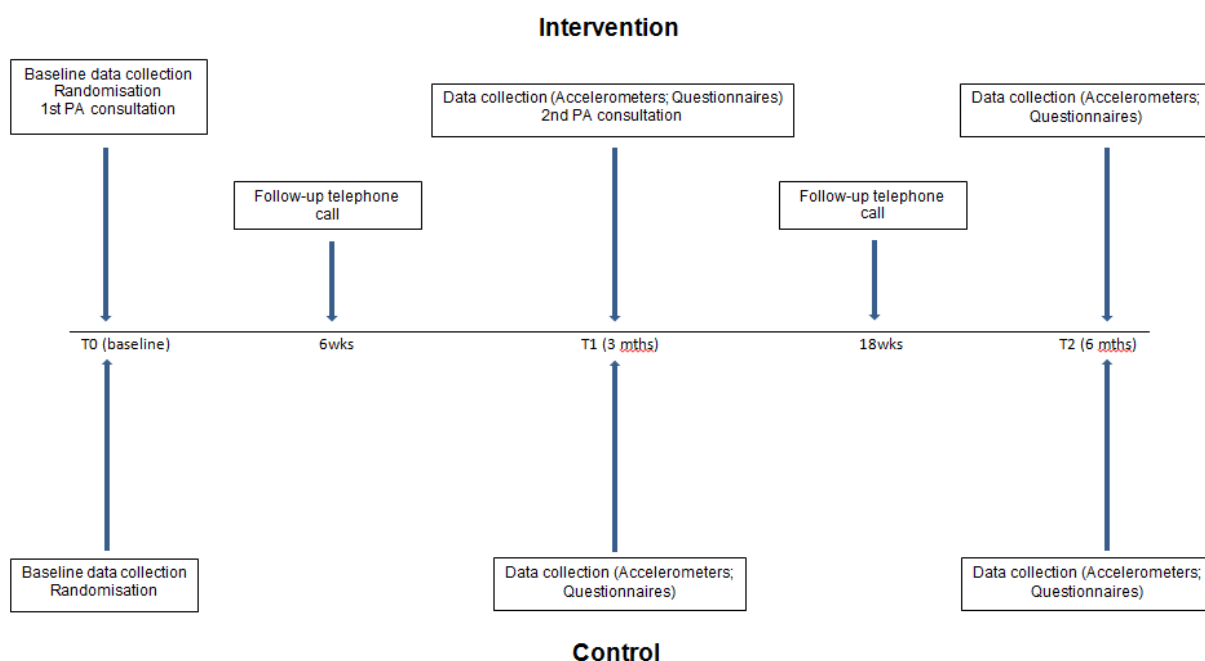 Intervention
Baseline data collection
Randomisation
1st PA consultation
Data collection (Accelerometers; Questionnaires)
2nd PA consultation
Data collection (Accelerometers;
Questionnaires)
Follow-up telephone
call
Follow-up telephone
call
T0 (baseline)
6wks
T1 (3 mths)
18wks
T2 (6 mths)
Baseline data collection
Randomisation
Data collection (Accelerometers;
Questionnaires)
Data collection (Accelerometers;
Questionnaires)
Control